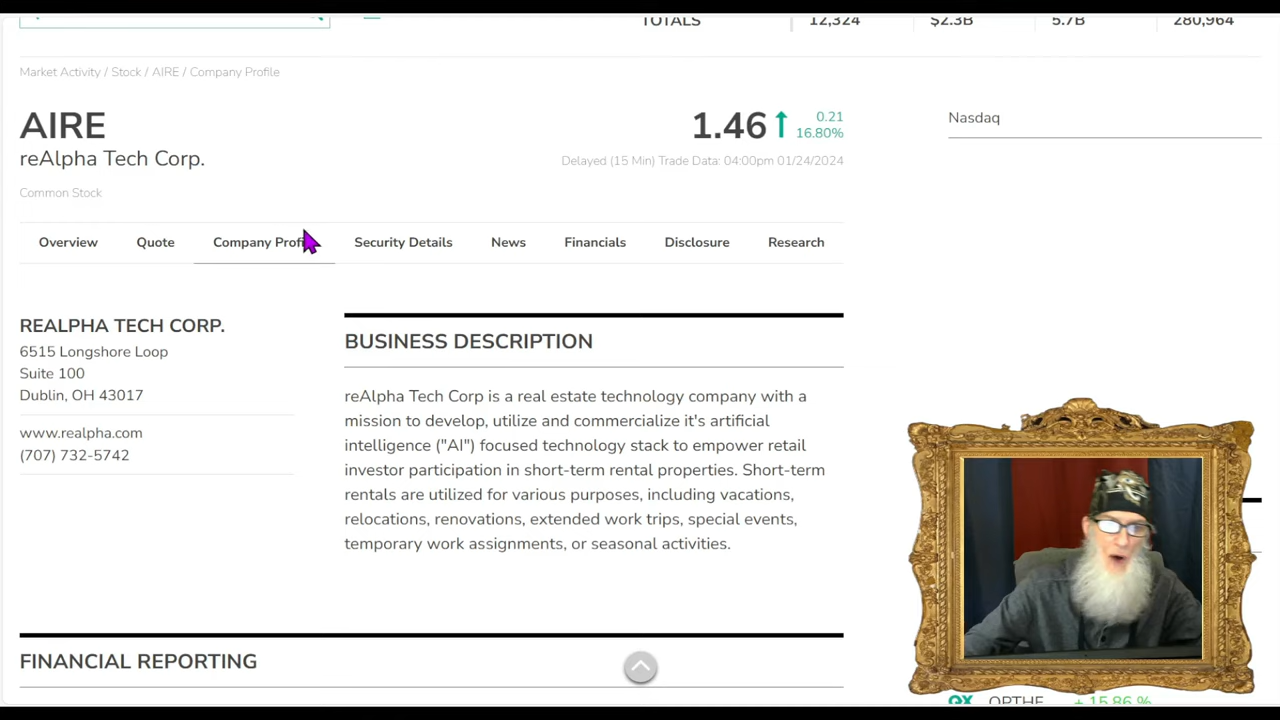 TOTALS 12,324 $2.3B 5.7B 280,964
Market Activity / Stock / AIRE / Company Profile
AIRE
reAlpha Tech Corp.
Common Stock
1.46 0.21
16.80%
Delayed (15 Min) Trade Data: 04:00pm 01/24/2024
Nasdaq
Overview Quote Company Profi Security Details News Financials Disclosure Research
REALPHA TECH CORP.
6515 Longshore Loop
Suite 100
Dublin, OH 43017
www.realpha.com
(707) 732-5742
BUSINESS DESCRIPTION
reAlpha Tech Corp is a real estate technology company with a
mission to develop, utilize and commercialize it's artificial
intelligence ("AI") focused technology stack to empower retail
investor participation in short-term rental properties. Short-term
rentals are utilized for various purposes, including vacations,
relocations, renovations, extended work trips, special events,
temporary work assignments, or seasonal activities.
FINANCIAL REPORTING
QX OPTHF + 15.86 %